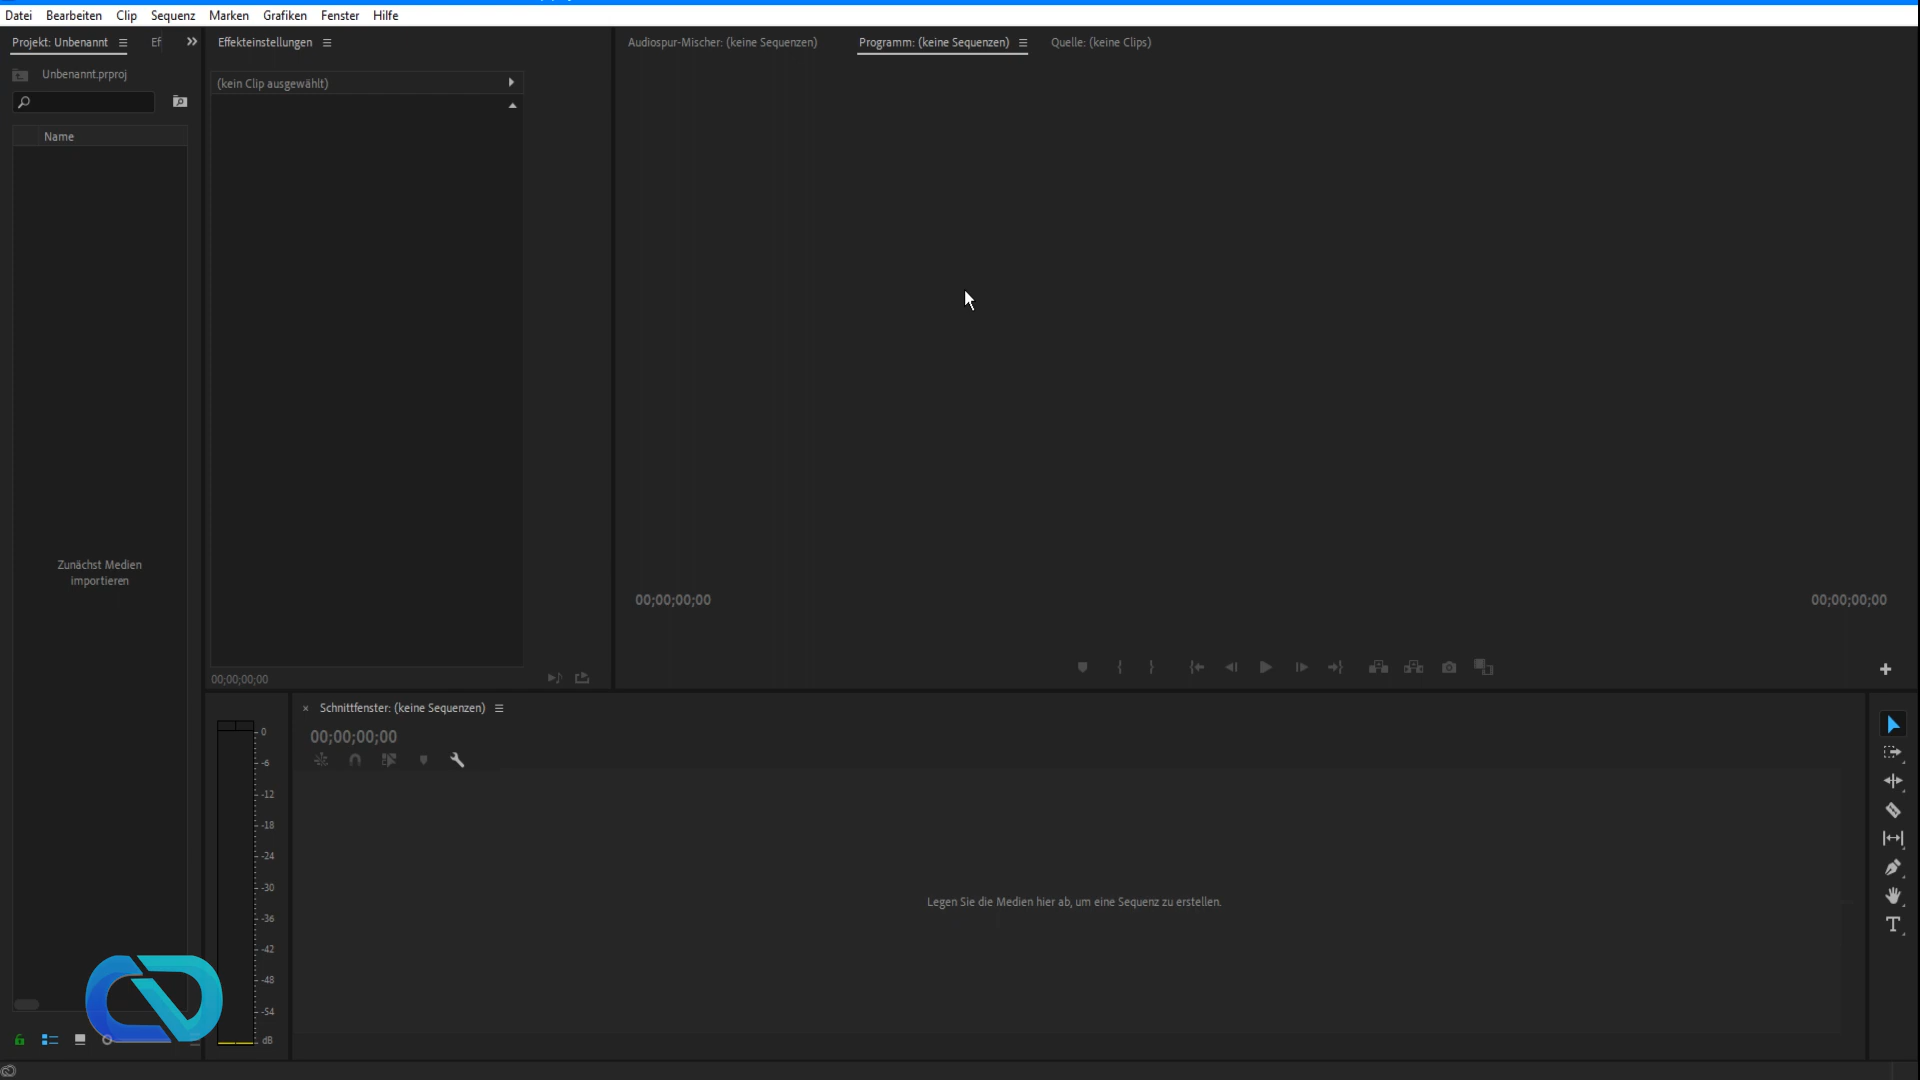 Datei Bearbeiten Clip Sequenz Marken Grafiken Fenster Hilfe
Projekt: Unbenannt Ef
Unbenannt.prproj
Name
Zunächst Medien
importieren
Effekteinstellungen
(kein Clip ausgewählt)
00;00;00;00
Audiospur-Mischer: (keine Sequenzen) Programm: (keine Sequenzen) Quelle: (keine Clips)
00;00;00;00 00;00;00;00
0
-6
-12
-18
-24
-30
-36
-42
-48
-54
dB
Schnittfenster: (keine Sequenzen)
00;00;00;00
Legen Sie die Medien hier ab, um eine Sequenz zu erstellen.